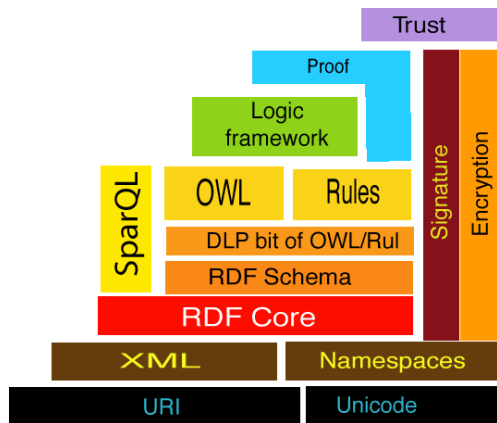 Trust
Proof
Logic
framework
Signature
Encryption
SparQL
OWL
Rules
DLP bit of OWL/Rul
RDF Schema
RDF Core
XML
Namespaces
URI
Unicode